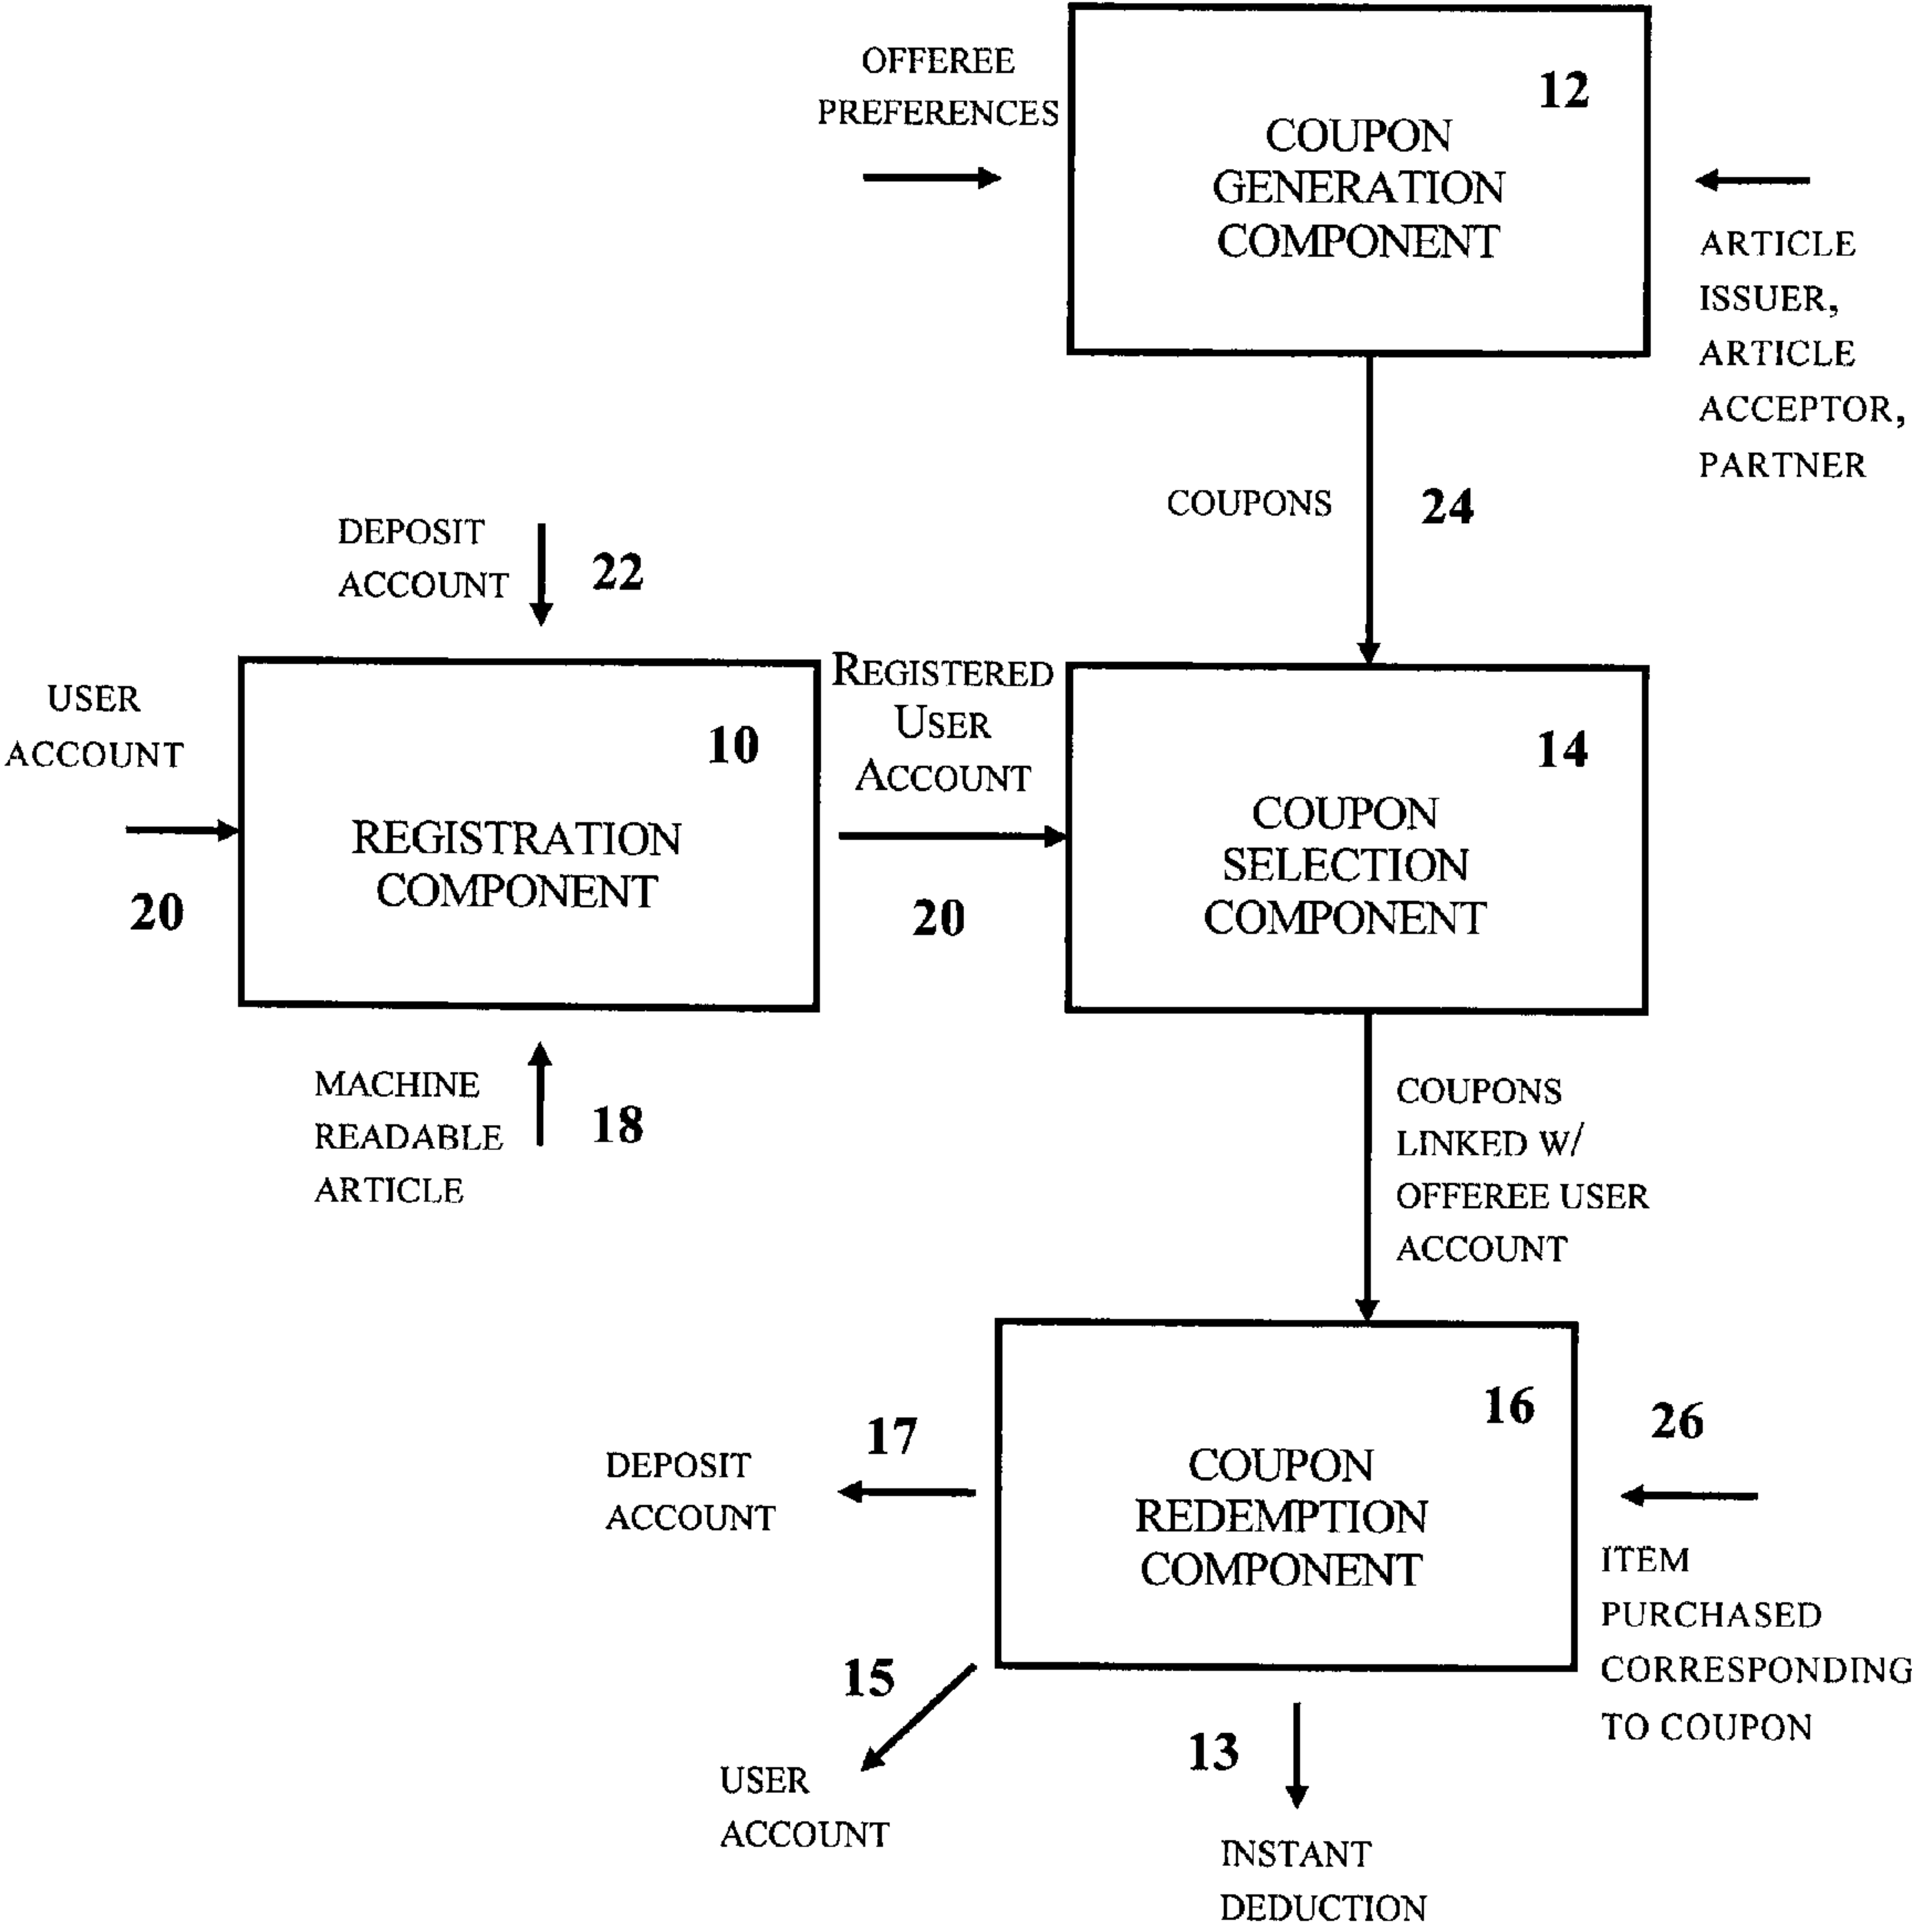 OFFEREE
PREFERENCES
12
COUPON
GENERATION
COMPONENT
ARTICLE
ISSUER,
ARTICLE
ACCEPTOR,
PARTNER
COUPONS
24
DEPOSIT
ACCOUNT
22
USER
ACCOUNT
20
10
REGISTRATION
COMPONENT
REGISTERED
USER
ACCOUNT
20
14
COUPON
SELECTION
COMPONENT
MACHINE
READABLE
ARTICLE
18
COUPONS
LINKED W/
OFFEREE USER
ACCOUNT
16
COUPON
REDEMPTION
COMPONENT
17
DEPOSIT
ACCOUNT
26
ITEM
PURCHASED
CORRESPONDING
TO COUPON
15
USER
ACCOUNT
13
INSTANT
DEDUCTION